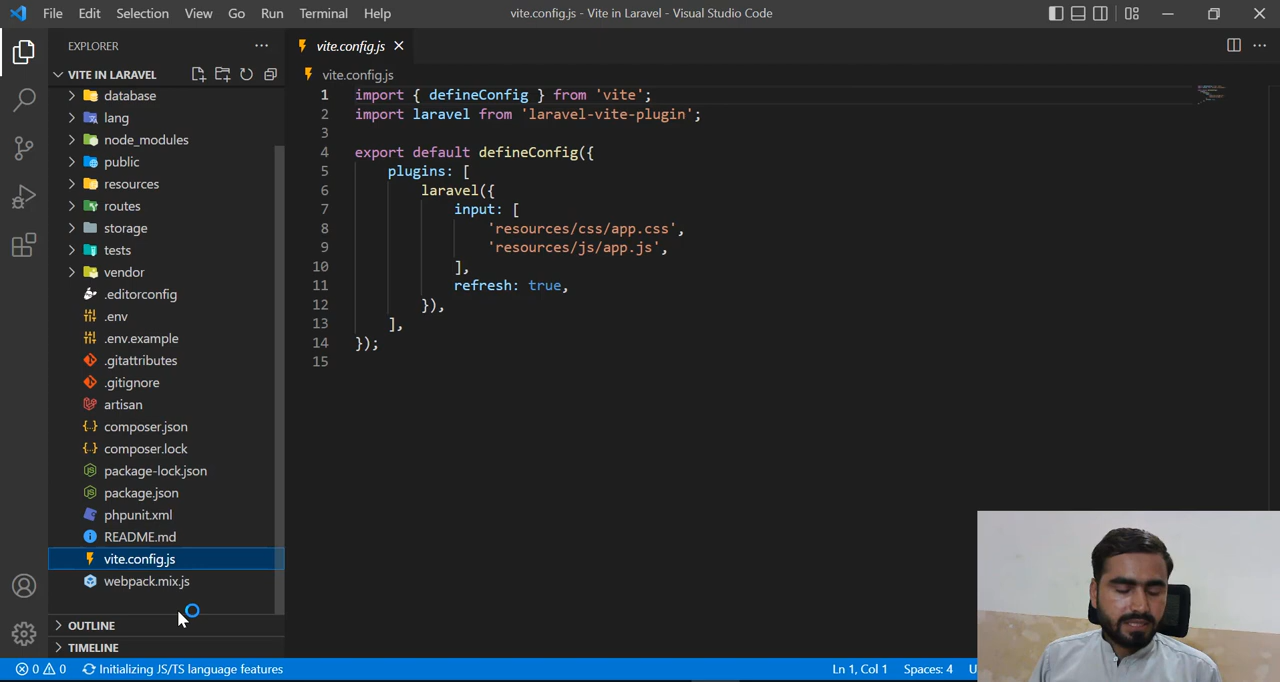 File Edit Selection View Go Run Terminal Help vite.config.js - Vite in Laravel - Visual Studio Code
EXPLORER
VITE IN LARAVEL
database
lang
node_modules
public
resources
routes
storage
tests
vendor
.editorconfig
.env
.env.example
.gitattributes
.gitignore
artisan
composer.json
composer.lock
package-lock.json
package.json
phpunit.xml
README.md
vite.config.js
webpack.mix.js
OUTLINE
TIMELINE
vite.config.js
vite.config.js
1 import { defineConfig } from 'vite';
2 import laravel from 'laravel-vite-plugin';
3
4 export default defineConfig({
5 plugins: [
6 laravel({
7 input: [
8 'resources/css/app.css',
9 'resources/js/app.js',
10 ],
11 refresh: true,
12 }),
13 ],
14 });
15
0 0 Initializing JS/TS language features Ln 1, Col 1 Spaces: 4